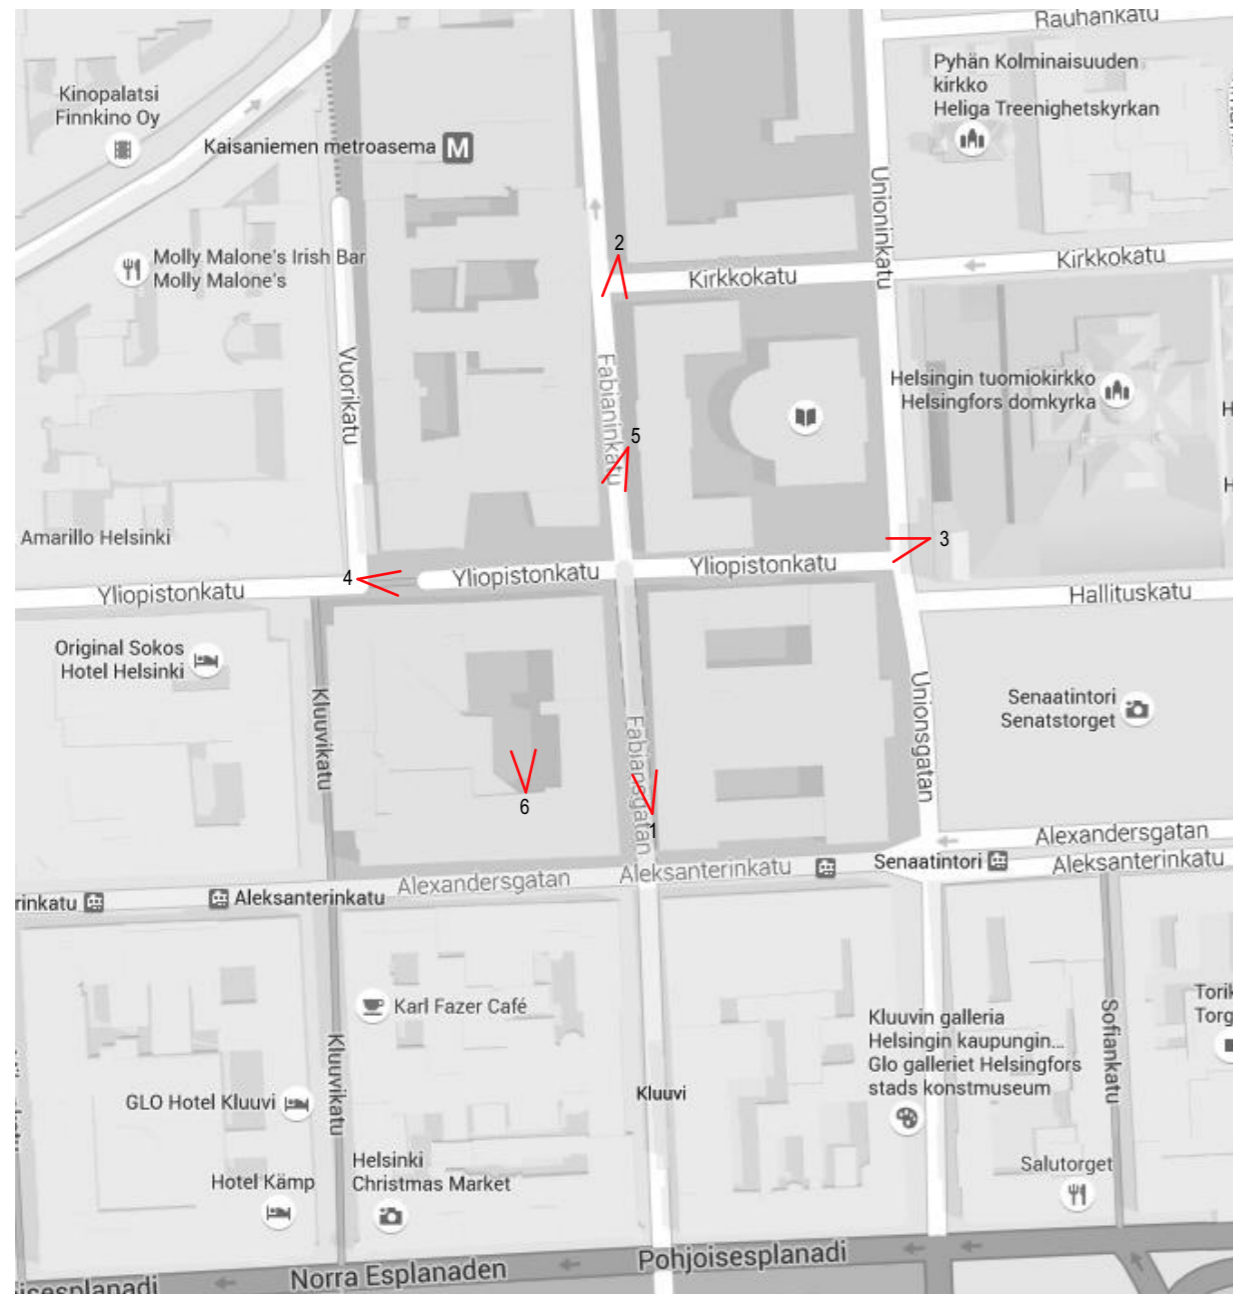 Rauhankatu
Pyhän Kolminaisuuden
kirkko
Heliga Treenighetskyrkan
Kinopalatsi
Finnkino Oy
Kaisaniemen metroasema M
Unioninkatu
2
Molly Malone's Irish Bar
Molly Malone's
Kirkkokatu
Kirkkokatu
Vuorikatu
Fabianinkatu
Helsingin tuomiokirkko
Helsingfors domkyrka
H
5
H
Amarillo Helsinki
3
4
Yliopistonkatu
Yliopistonkatu
Yliopistonkatu
Hallituskatu
Original Sokos
Hotel Helsinki
Kluuvikatu
Fabiansgatan
Unionsgatan
Senaatintori
Senatstorget
6
1
Alexandersgatan
Aleksanterinkatu
Senaatintori
Alexandersgatan
Aleksanterinkatu
rinkatu
Aleksanterinkatu
Karl Fazer Café
Kluuvikatu
Kluuvi
Kluuvin galleria
Helsingin kaupungin...
Glo galleriet Helsingfors
stads konstmuseum
Sofiankatu
Torik
Torg
GLO Hotel Kluuvi
Hotel Kämp
Helsinki
Christmas Market
Salutorget
Pohjoisesplanadi
Norra Esplanaden
isesplanadi